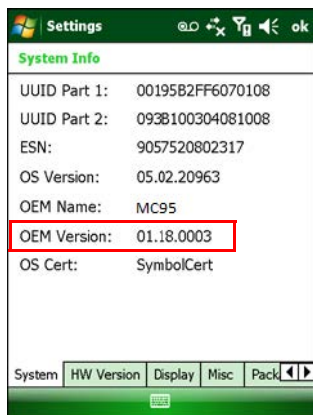 Settings ok
System Info
UUID Part 1: 00195B2FF6070108
UUID Part 2: 093B100304081008
ESN: 9057520802317
OS Version: 05.02.20963
OEM Name: MC95
OEM Version: 01.18.0003
OS Cert: SymbolCert
System HW Version Display Misc Pack